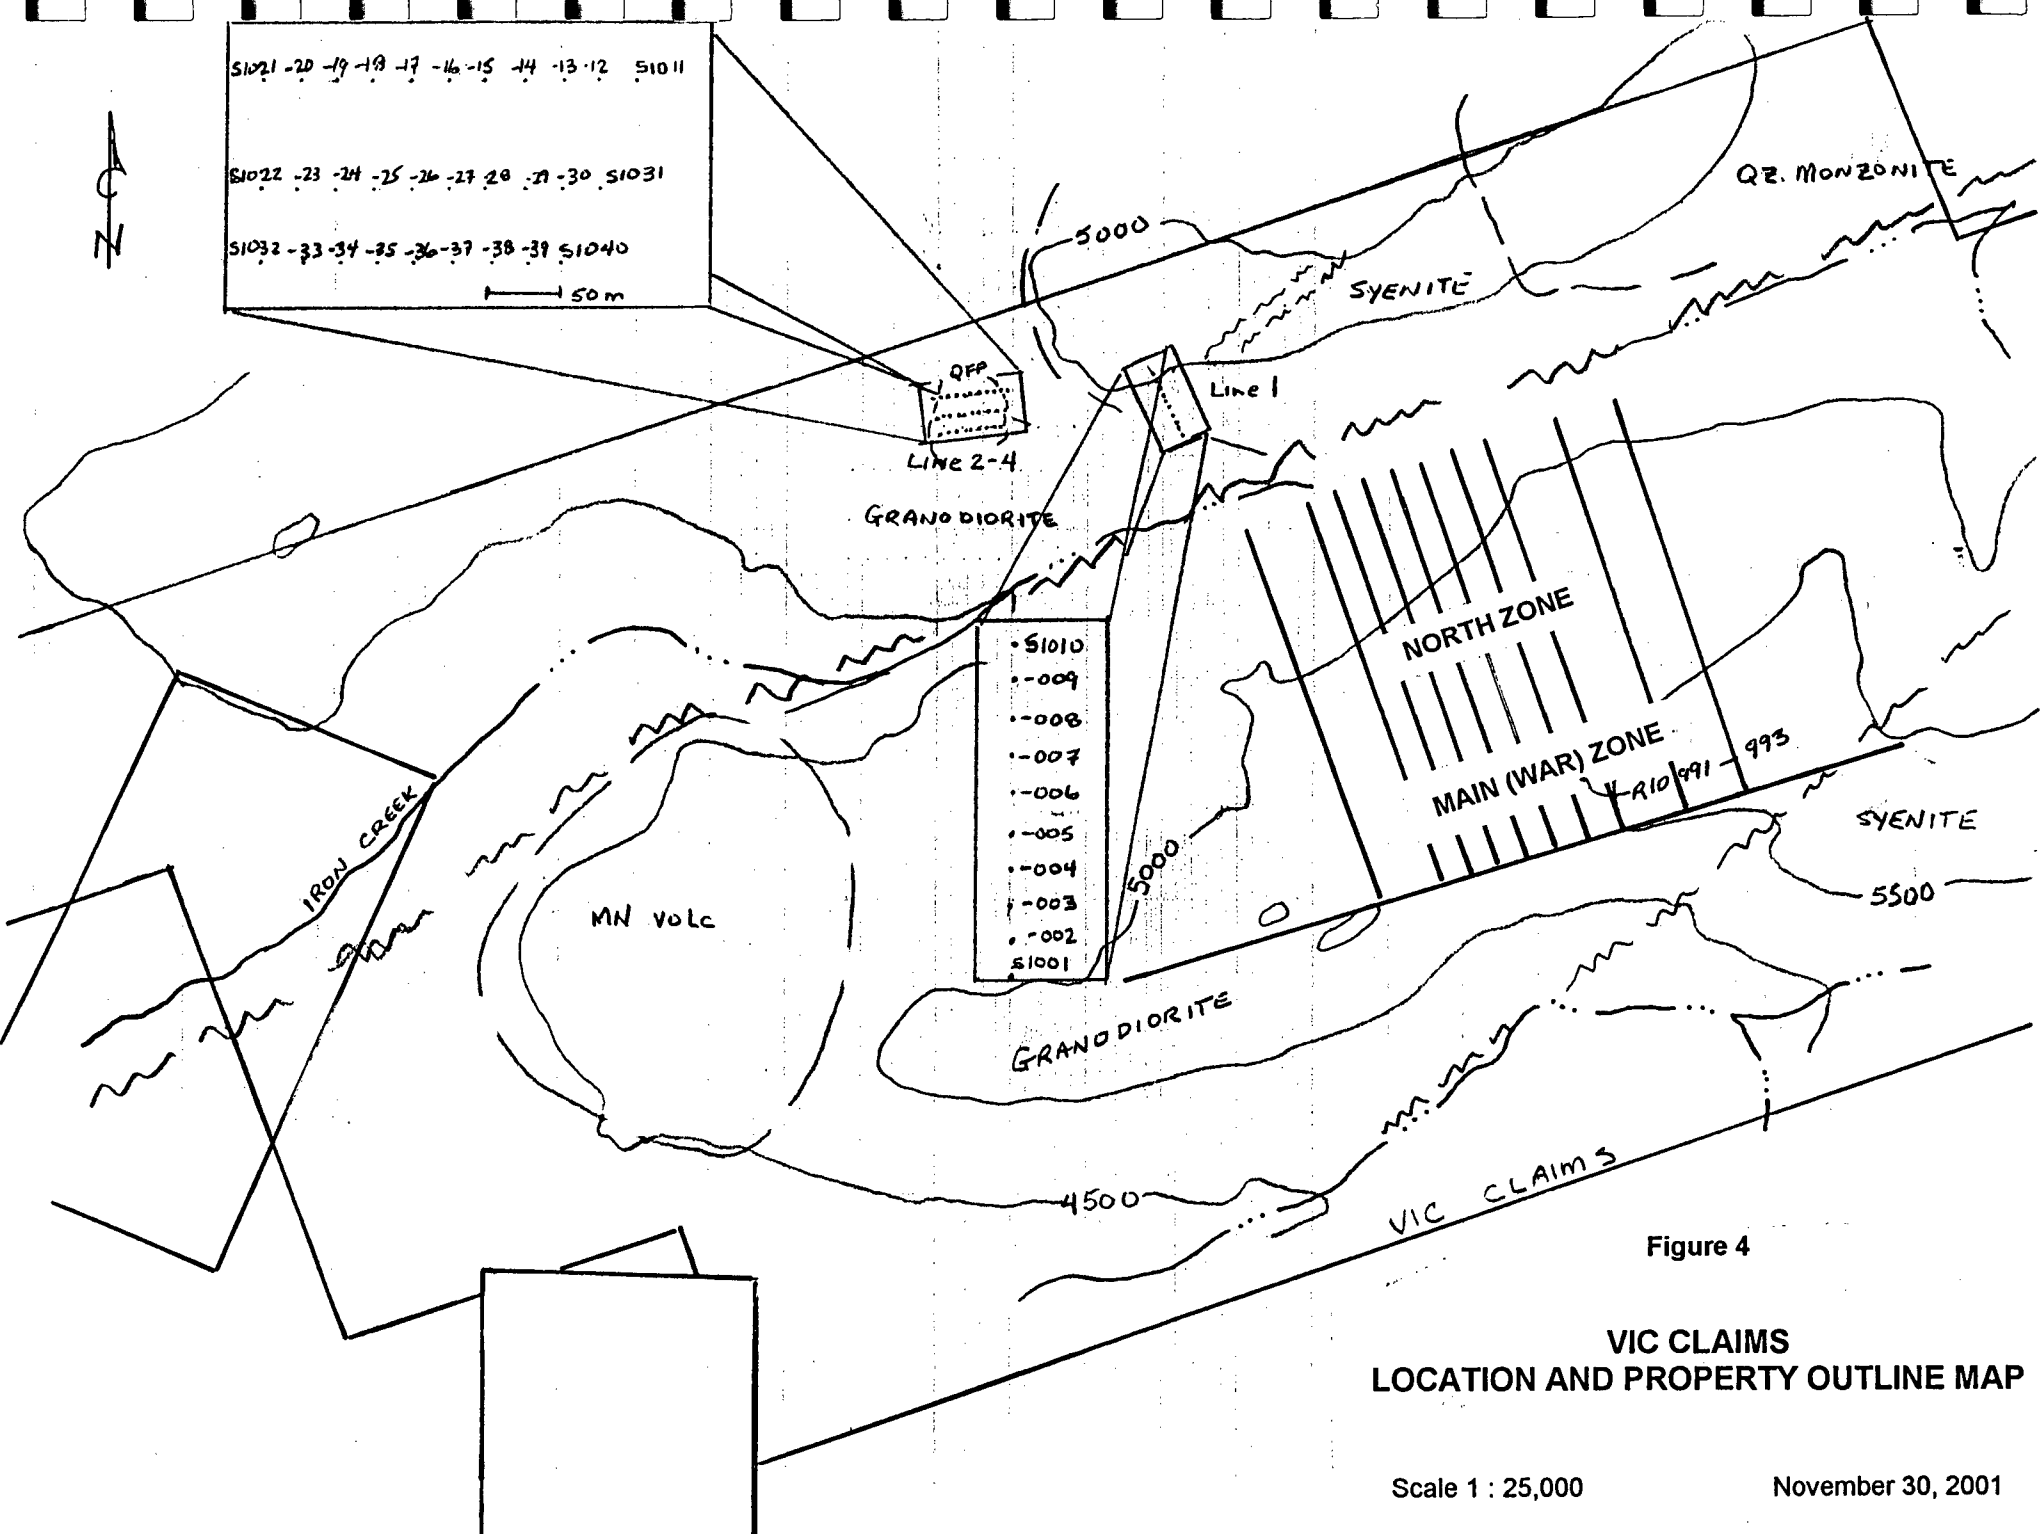 S1021 -20 -19 -18 -17 -16 -15 -14 -13 -12 S1011
S1022 -23 -24 -25 -26 -27 28 -29 -30 S1031
S1032 -33 -34 -35 -36 -37 -38 -39 S1040
50 m
N
QZ. MONZONITE
5000
SYENITE
QFP
Line 1
Line 2-4
GRANODIORITE
NORTH ZONE
S1010
-009
-008
-007
-006
-005
-004
-003
-002
S1001
MAIN (WAR) ZONE
R10 991 993
IRON CREEK
SYENITE
5000
5500
MN VOLC
GRANODIORITE
4500
VIC CLAIMS
Figure 4
VIC CLAIMS
LOCATION AND PROPERTY OUTLINE MAP
Scale 1 : 25,000
November 30, 2001